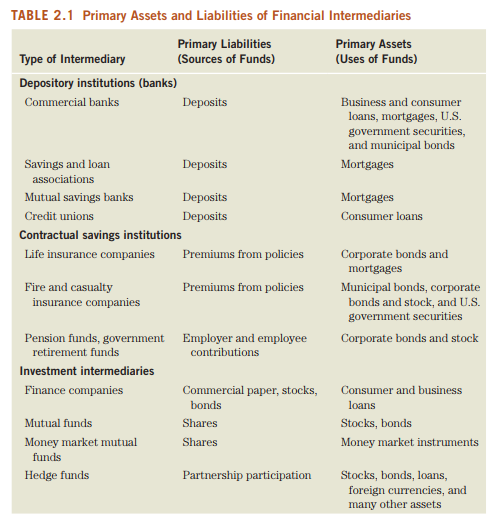 TABLE 2.1 Primary Assets and Liabilities of Financial Intermediaries
Type of Intermediary
Primary Liabilities
(Sources of Funds)
Primary Assets
(Uses of Funds)
Depository institutions (banks)
Commercial banks
Deposits
Business and consumer
loans, mortgages, U.S.
government securities,
and municipal bonds
Savings and loan
associations
Deposits
Mortgages
Mutual savings banks
Deposits
Mortgages
Credit unions
Deposits
Consumer loans
Contractual savings institutions
Life insurance companies
Premiums from policies
Corporate bonds and
mortgages
Fire and casualty
insurance companies
Premiums from policies
Municipal bonds, corporate
bonds and stock, and U.S.
government securities
Pension funds, government
retirement funds
Employer and employee
contributions
Corporate bonds and stock
Investment intermediaries
Finance companies
Commercial paper, stocks,
bonds
Consumer and business
loans
Mutual funds
Shares
Stocks, bonds
Money market mutual
funds
Shares
Money market instruments
Hedge funds
Partnership participation
Stocks, bonds, loans,
foreign currencies, and
many other assets